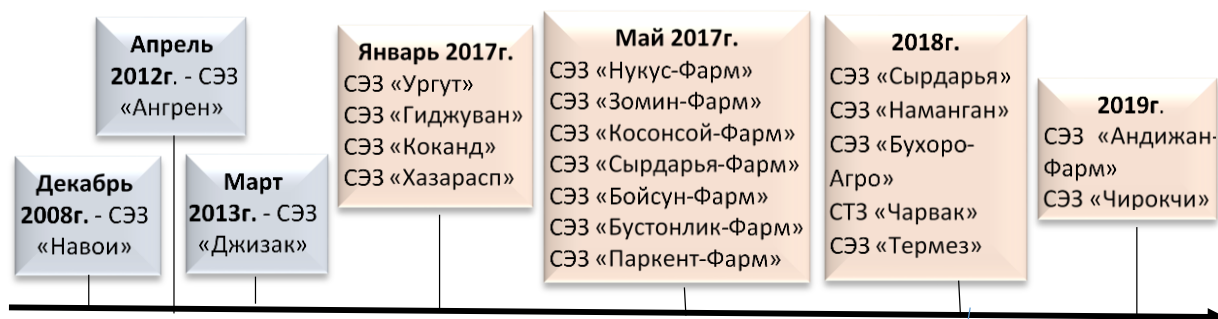 Декабрь
2008г. - СЭЗ
«Навои»
Апрель
2012г. - СЭЗ
«Ангрен»
Март
2013г. - СЭЗ
«Джизак»
Январь 2017г.
СЭЗ «Ургут»
СЭЗ «Гиджуван»
СЭЗ «Коканд»
СЭЗ «Хазарасп»
Май 2017г.
СЭЗ «Нукус-Фарм»
СЭЗ «Зомин-Фарм»
СЭЗ «Косонсой-Фарм»
СЭЗ «Сырдарья-Фарм»
СЭЗ «Бойсун-Фарм»
СЭЗ «Бустонлик-Фарм»
СЭЗ «Паркент-Фарм»
2018г.
СЭЗ «Сырдарья»
СЭЗ «Наманган»
СЭЗ «Бухоро-
Агро»
СТЗ «Чарвак»
СЭЗ «Термез»
2019г.
СЭЗ «Андижан-
Фарм»
СЭЗ «Чирокчи»